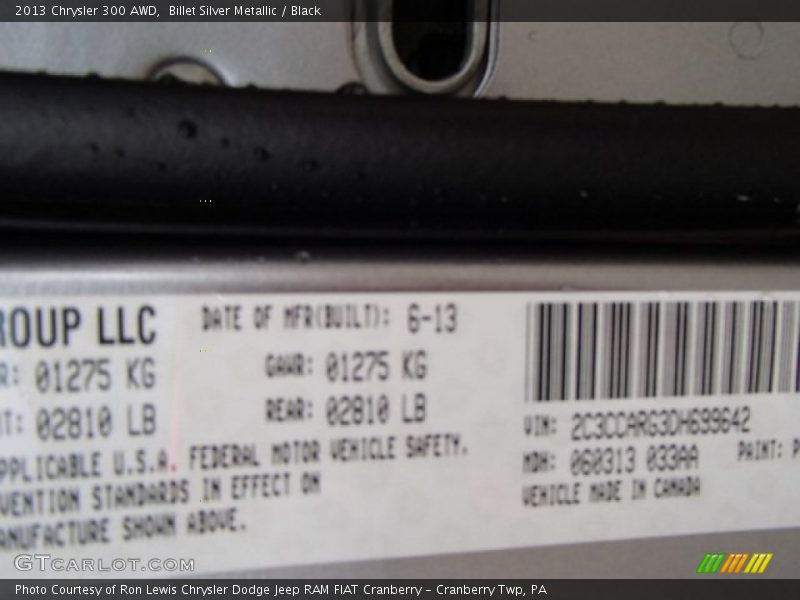 2013 Chrysler 300 AWD,  Billet Silver Metallic / Black
ROUP LLC
DATE OF MFR(BUILT): 6-13
R: 01275 KG
GAWR: 01275 KG
T: 02810 LB
REAR: 02810 LB
PPLICABLE U.S.A. FEDERAL MOTOR VEHICLE SAFETY,
VENTION STANDARDS IN EFFECT ON
ANUFACTURE SHOWN ABOVE.
VIN: 2C3CCARG3DH699642
MDH: 060313 033AA
PAINT: P
VEHICLE MADE IN CANADA
GTCARLOT.COM
Photo Courtesy of Ron Lewis Chrysler Dodge Jeep RAM FIAT Cranberry – Cranberry Twp, PA